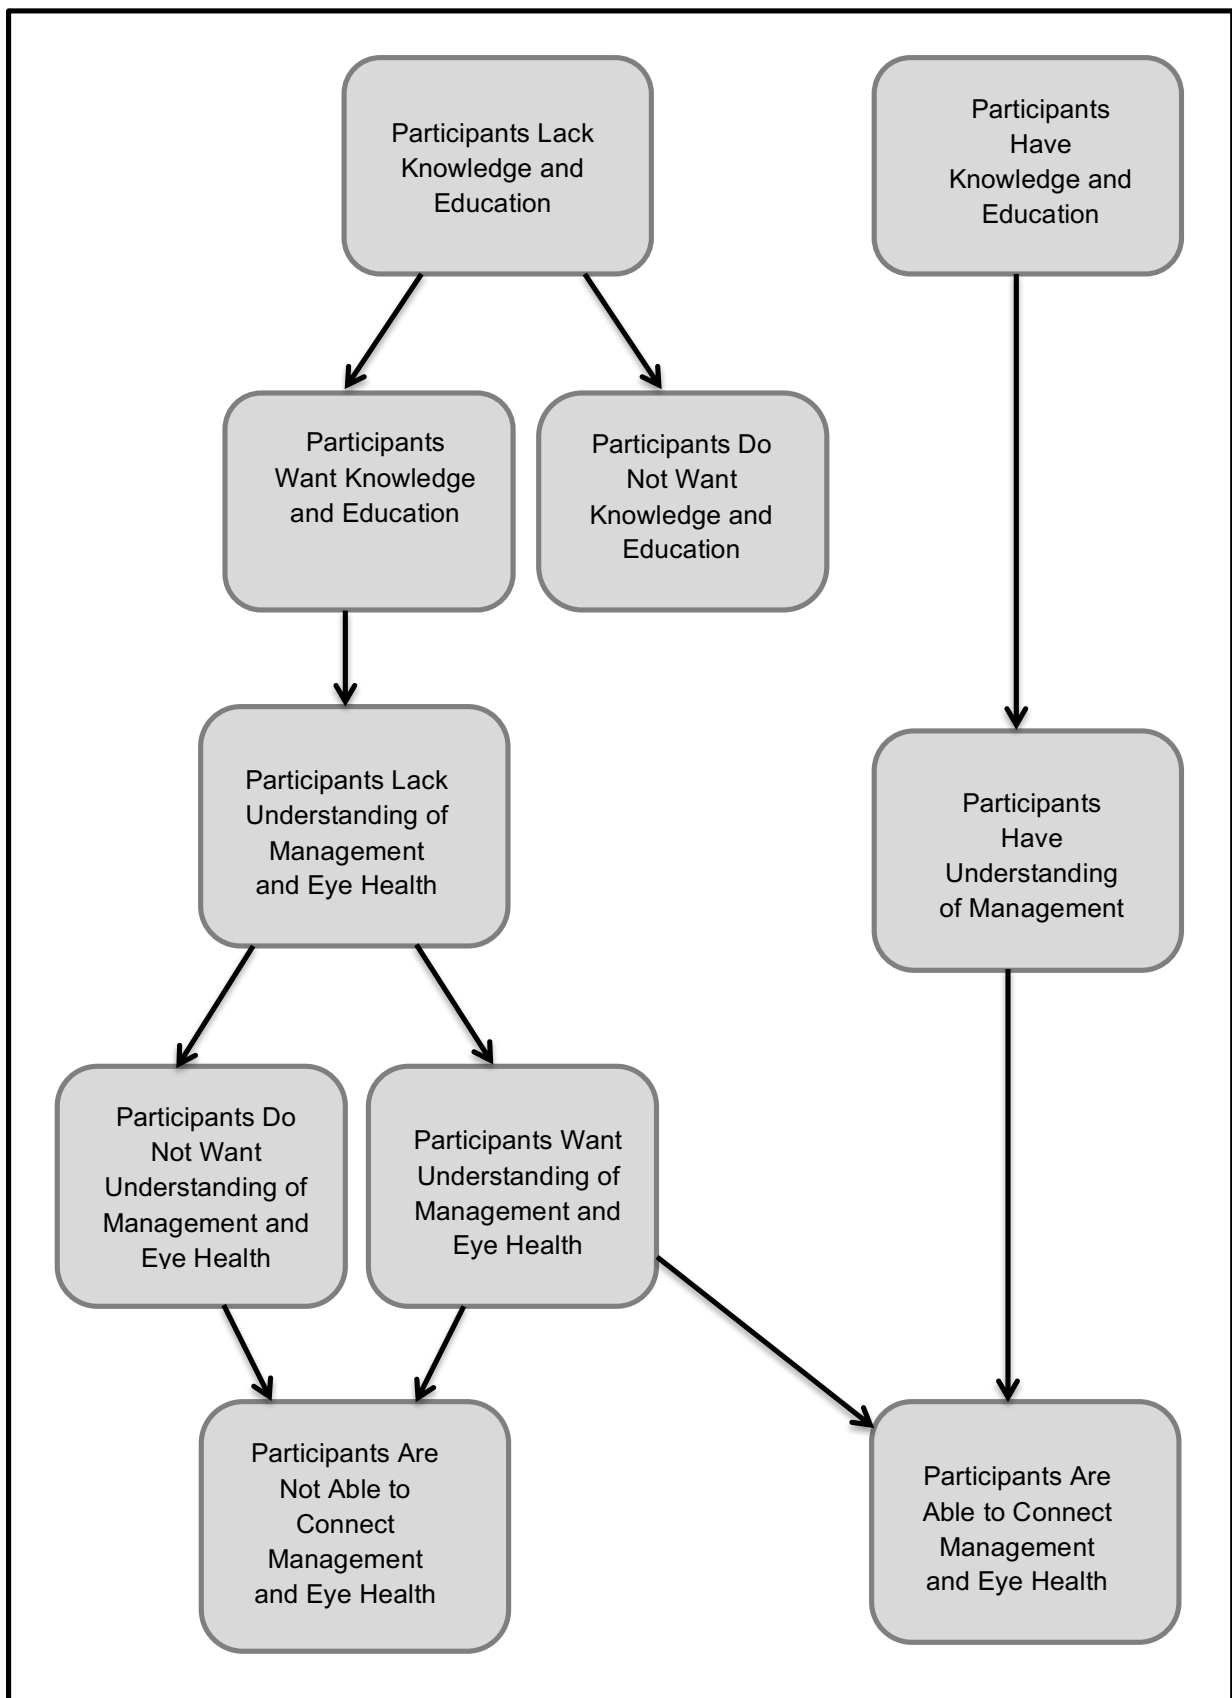 Participants Lack
Knowledge and
Education
Participants
Have
Knowledge and
Education
Participants
Want Knowledge
and Education
Participants Do
Not Want
Knowledge and
Education
Participants Lack
Understanding of
Management
and Eye Health
Participants
Have
Understanding
of Management
Participants Do
Not Want
Understanding of
Management and
Eye Health
Participants Want
Understanding of
Management and
Eye Health
Participants Are
Not Able to
Connect
Management
and Eye Health
Participants Are
Able to Connect
Management
and Eye Health